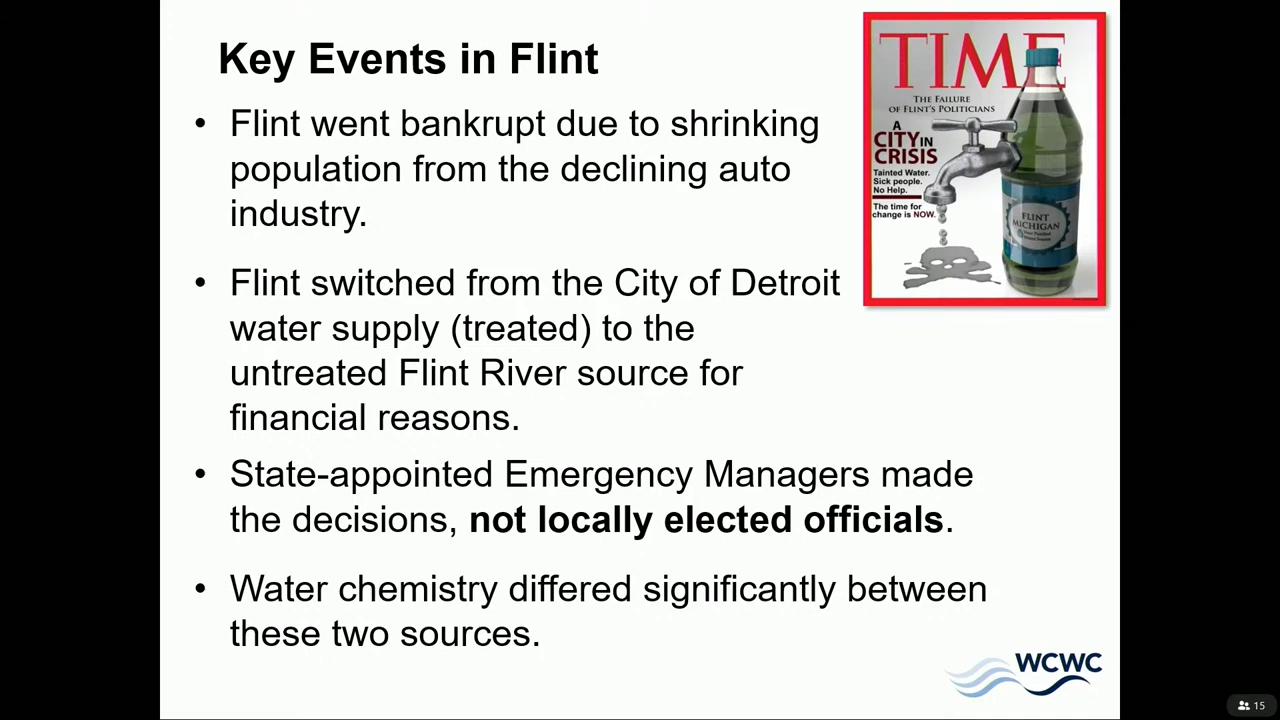 Key Events in Flint
• Flint went bankrupt due to shrinking
population from the declining auto
industry.
• Flint switched from the City of Detroit
water supply (treated) to the
untreated Flint River source for
financial reasons.
• State-appointed Emergency Managers made
the decisions, not locally elected officials.
• Water chemistry differed significantly between
these two sources.
TIME
THE FAILURE
OF FLINT'S POLITICIANS
A
CITY IN
CRISIS
Tainted Water.
Sick people.
No Help.
The time for
change is NOW.
FLINT
MICHIGAN
WCWC
15